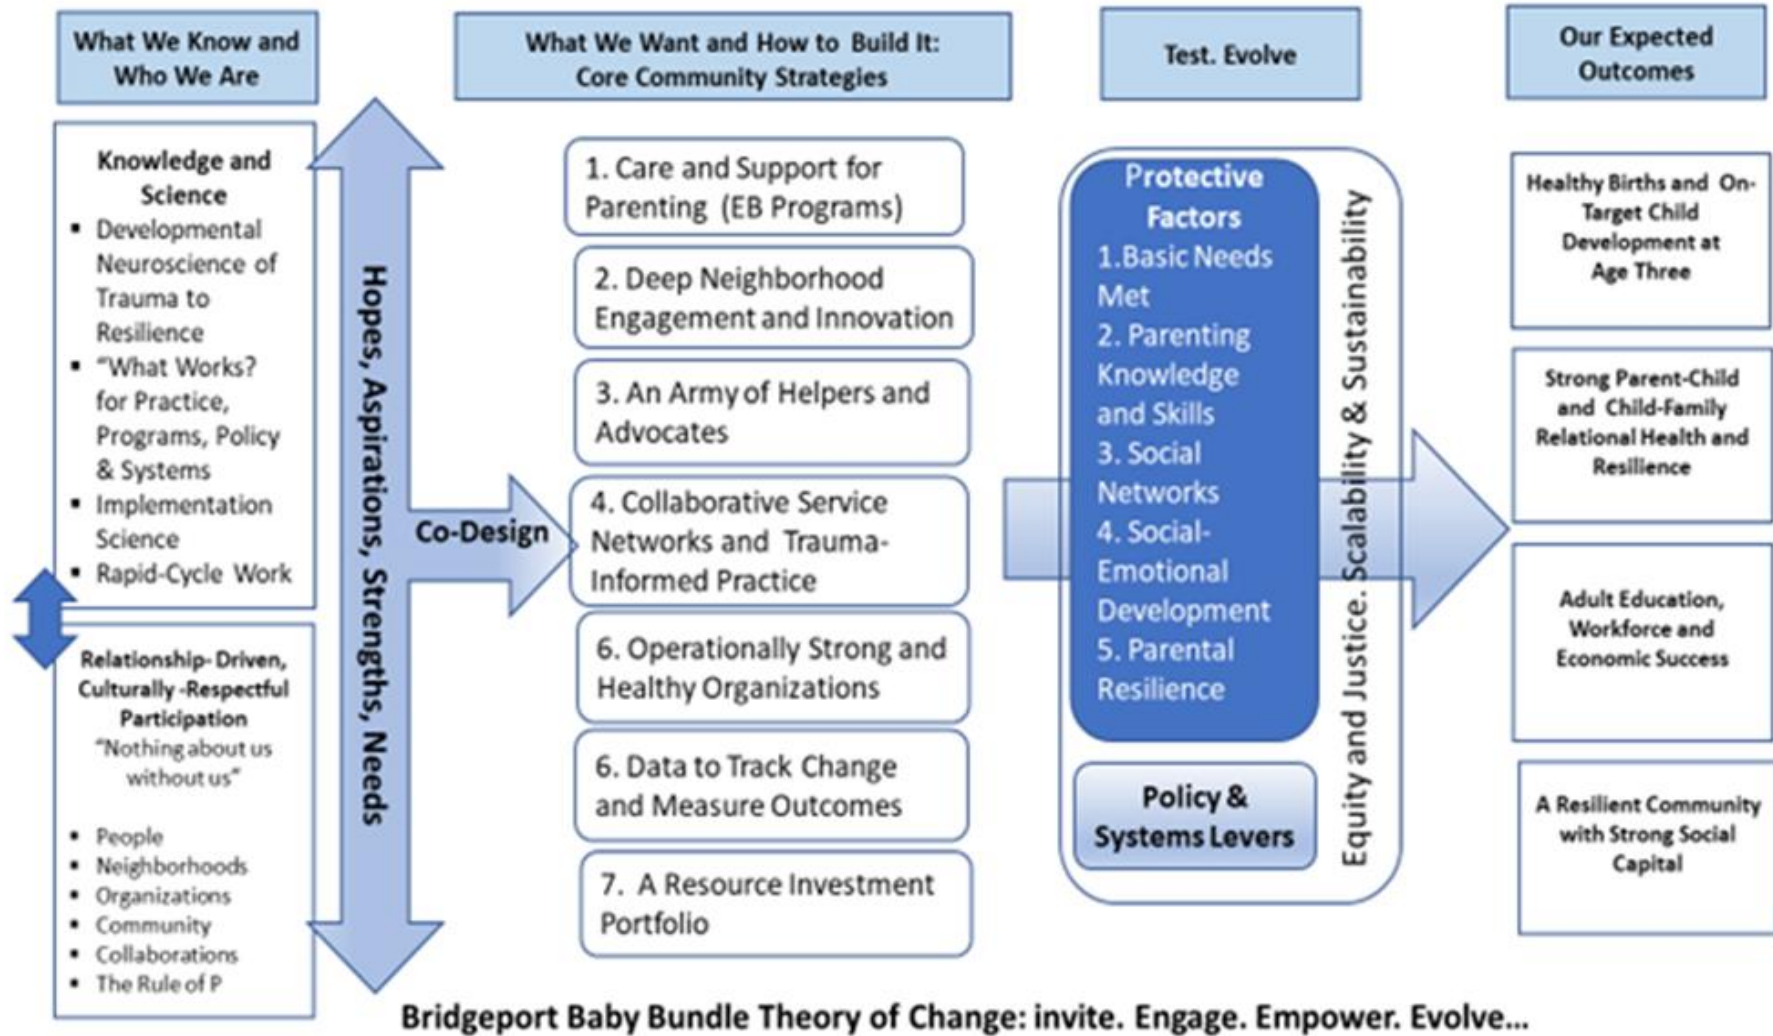 What We Know and
Who We Are
Knowledge and
Science
▪ Developmental
Neuroscience of
Trauma to
Resilience
▪ “What Works?
for Practice,
Programs, Policy
& Systems
▪ Implementation
Science
▪ Rapid-Cycle Work
Relationship- Driven,
Culturally -Respectful
Participation
“Nothing about us
without us”
▪ People
▪ Neighborhoods
▪ Organizations
▪ Community
▪ Collaborations
▪ The Rule of P
Hopes, Aspirations, Strengths, Needs
Co-Design
What We Want and How to Build It:
Core Community Strategies
1. Care and Support for
Parenting (EB Programs)
2. Deep Neighborhood
Engagement and Innovation
3. An Army of Helpers and
Advocates
4. Collaborative Service
Networks and Trauma-
Informed Practice
6. Operationally Strong and
Healthy Organizations
6. Data to Track Change
and Measure Outcomes
7. A Resource Investment
Portfolio
Test. Evolve
Protective
Factors
1.Basic Needs
Met
2. Parenting
Knowledge
and Skills
3. Social
Networks
4. Social-
Emotional
Development
5. Parental
Resilience
Policy &
Systems Levers
Equity and Justice. Scalability & Sustainability
Our Expected
Outcomes
Healthy Births and On-
Target Child
Development at
Age Three
Strong Parent-Child
and Child-Family
Relational Health and
Resilience
Adult Education,
Workforce and
Economic Success
A Resilient Community
with Strong Social
Capital
Bridgeport Baby Bundle Theory of Change: invite. Engage. Empower. Evolve...